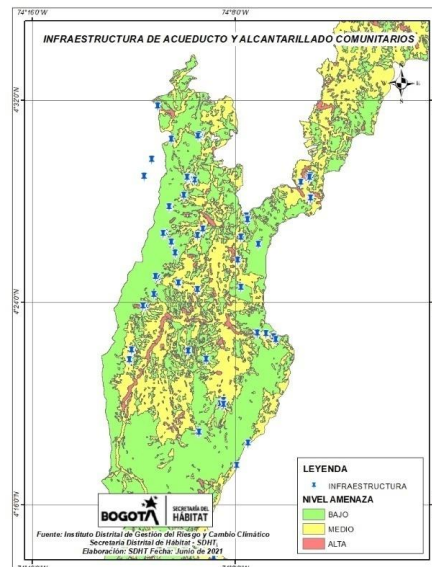 74°16'0"W
74°8'0"W
INFRAESTRUCTURA DE ACUEDUCTO Y ALCANTARILLADO COMUNITARIOS
N
S
4°32'0"N
4°24'0"N
4°16'0"N
LEYENDA
INFRAESTRUCTURA
NIVEL AMENAZA
BAJO
MEDIO
ALTA
BOGOTA
SECRETARÍA DEL
HÁBITAT
Fuente: Instituto Distrital de Gestión del Riesgo y Cambio Climático
Secretaría Distrital de Hábitat - SDHT,
Elaboración: SDHT Fecha: Junio de 2021